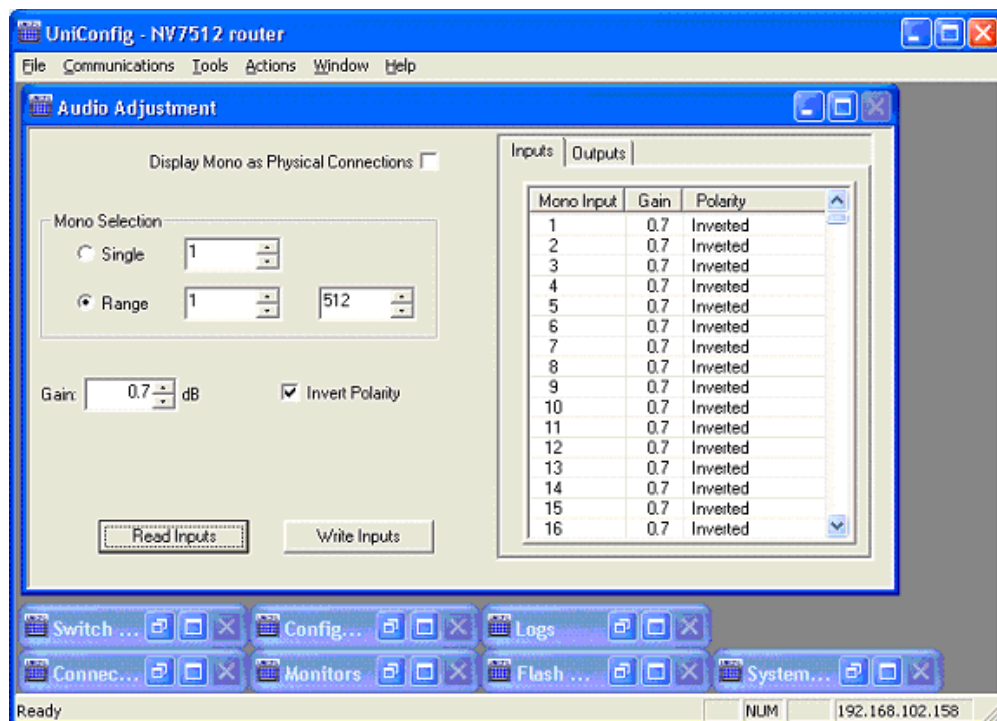 UniConfig - NV7512 router
File Communications Tools Actions Window Help
Audio Adjustment
Display Mono as Physical Connections
Mono Selection
Single 1
Range 1 512
Gain: 0.7 dB Invert Polarity
Read Inputs Write Inputs
Inputs Outputs
Mono Input Gain Polarity
1 0.7 Inverted
2 0.7 Inverted
3 0.7 Inverted
4 0.7 Inverted
5 0.7 Inverted
6 0.7 Inverted
7 0.7 Inverted
8 0.7 Inverted
9 0.7 Inverted
10 0.7 Inverted
11 0.7 Inverted
12 0.7 Inverted
13 0.7 Inverted
14 0.7 Inverted
15 0.7 Inverted
16 0.7 Inverted
Switch ... Config... Logs
Connec... Monitors Flash ... System...
Ready NUM 192.168.102.158